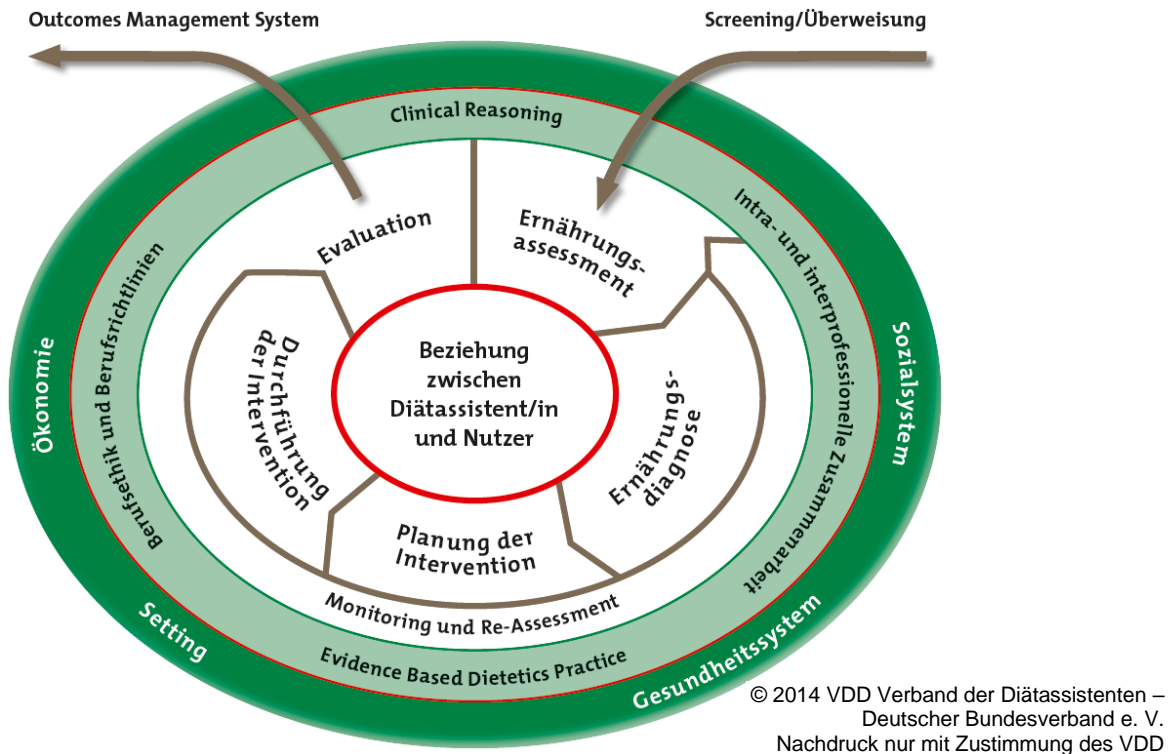 Outcomes Management System
Screening/Überweisung
Clinical Reasoning
Intra- und interprofessionelle Zusammenarbeit
Evidence Based Dietetics Practice
Berufsethik und Berufsrichtlinien
Ökonomie
Sozialsystem
Gesundheitssystem
Setting
Ernährungs-
assessment
Ernährungs-
diagnose
Planung der
Intervention
Durchführung
der Intervention
Evaluation
Monitoring und Re-Assessment
Beziehung
zwischen
Diätassistent/in
und Nutzer
© 2014 VDD Verband der Diätassistenten –
Deutscher Bundesverband e. V.
Nachdruck nur mit Zustimmung des VDD